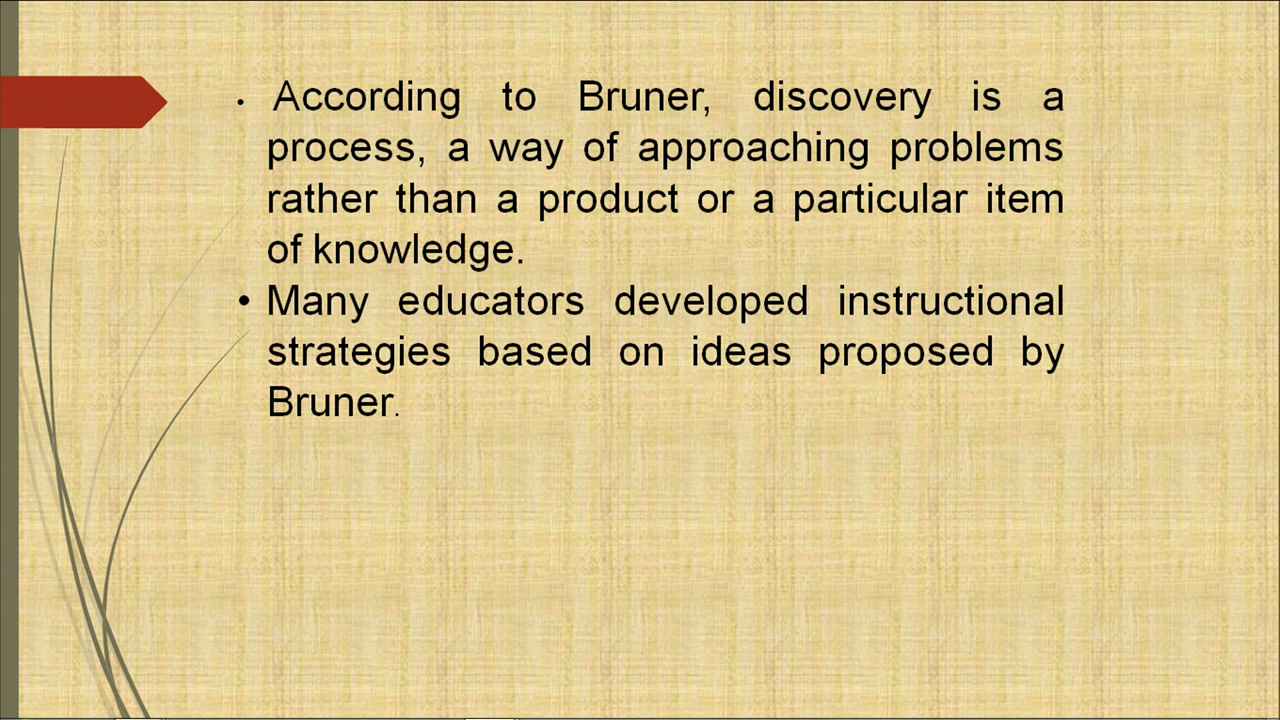 • According to Bruner, discovery is a
process, a way of approaching problems
rather than a product or a particular item
of knowledge.
• Many educators developed instructional
strategies based on ideas proposed by
Bruner.